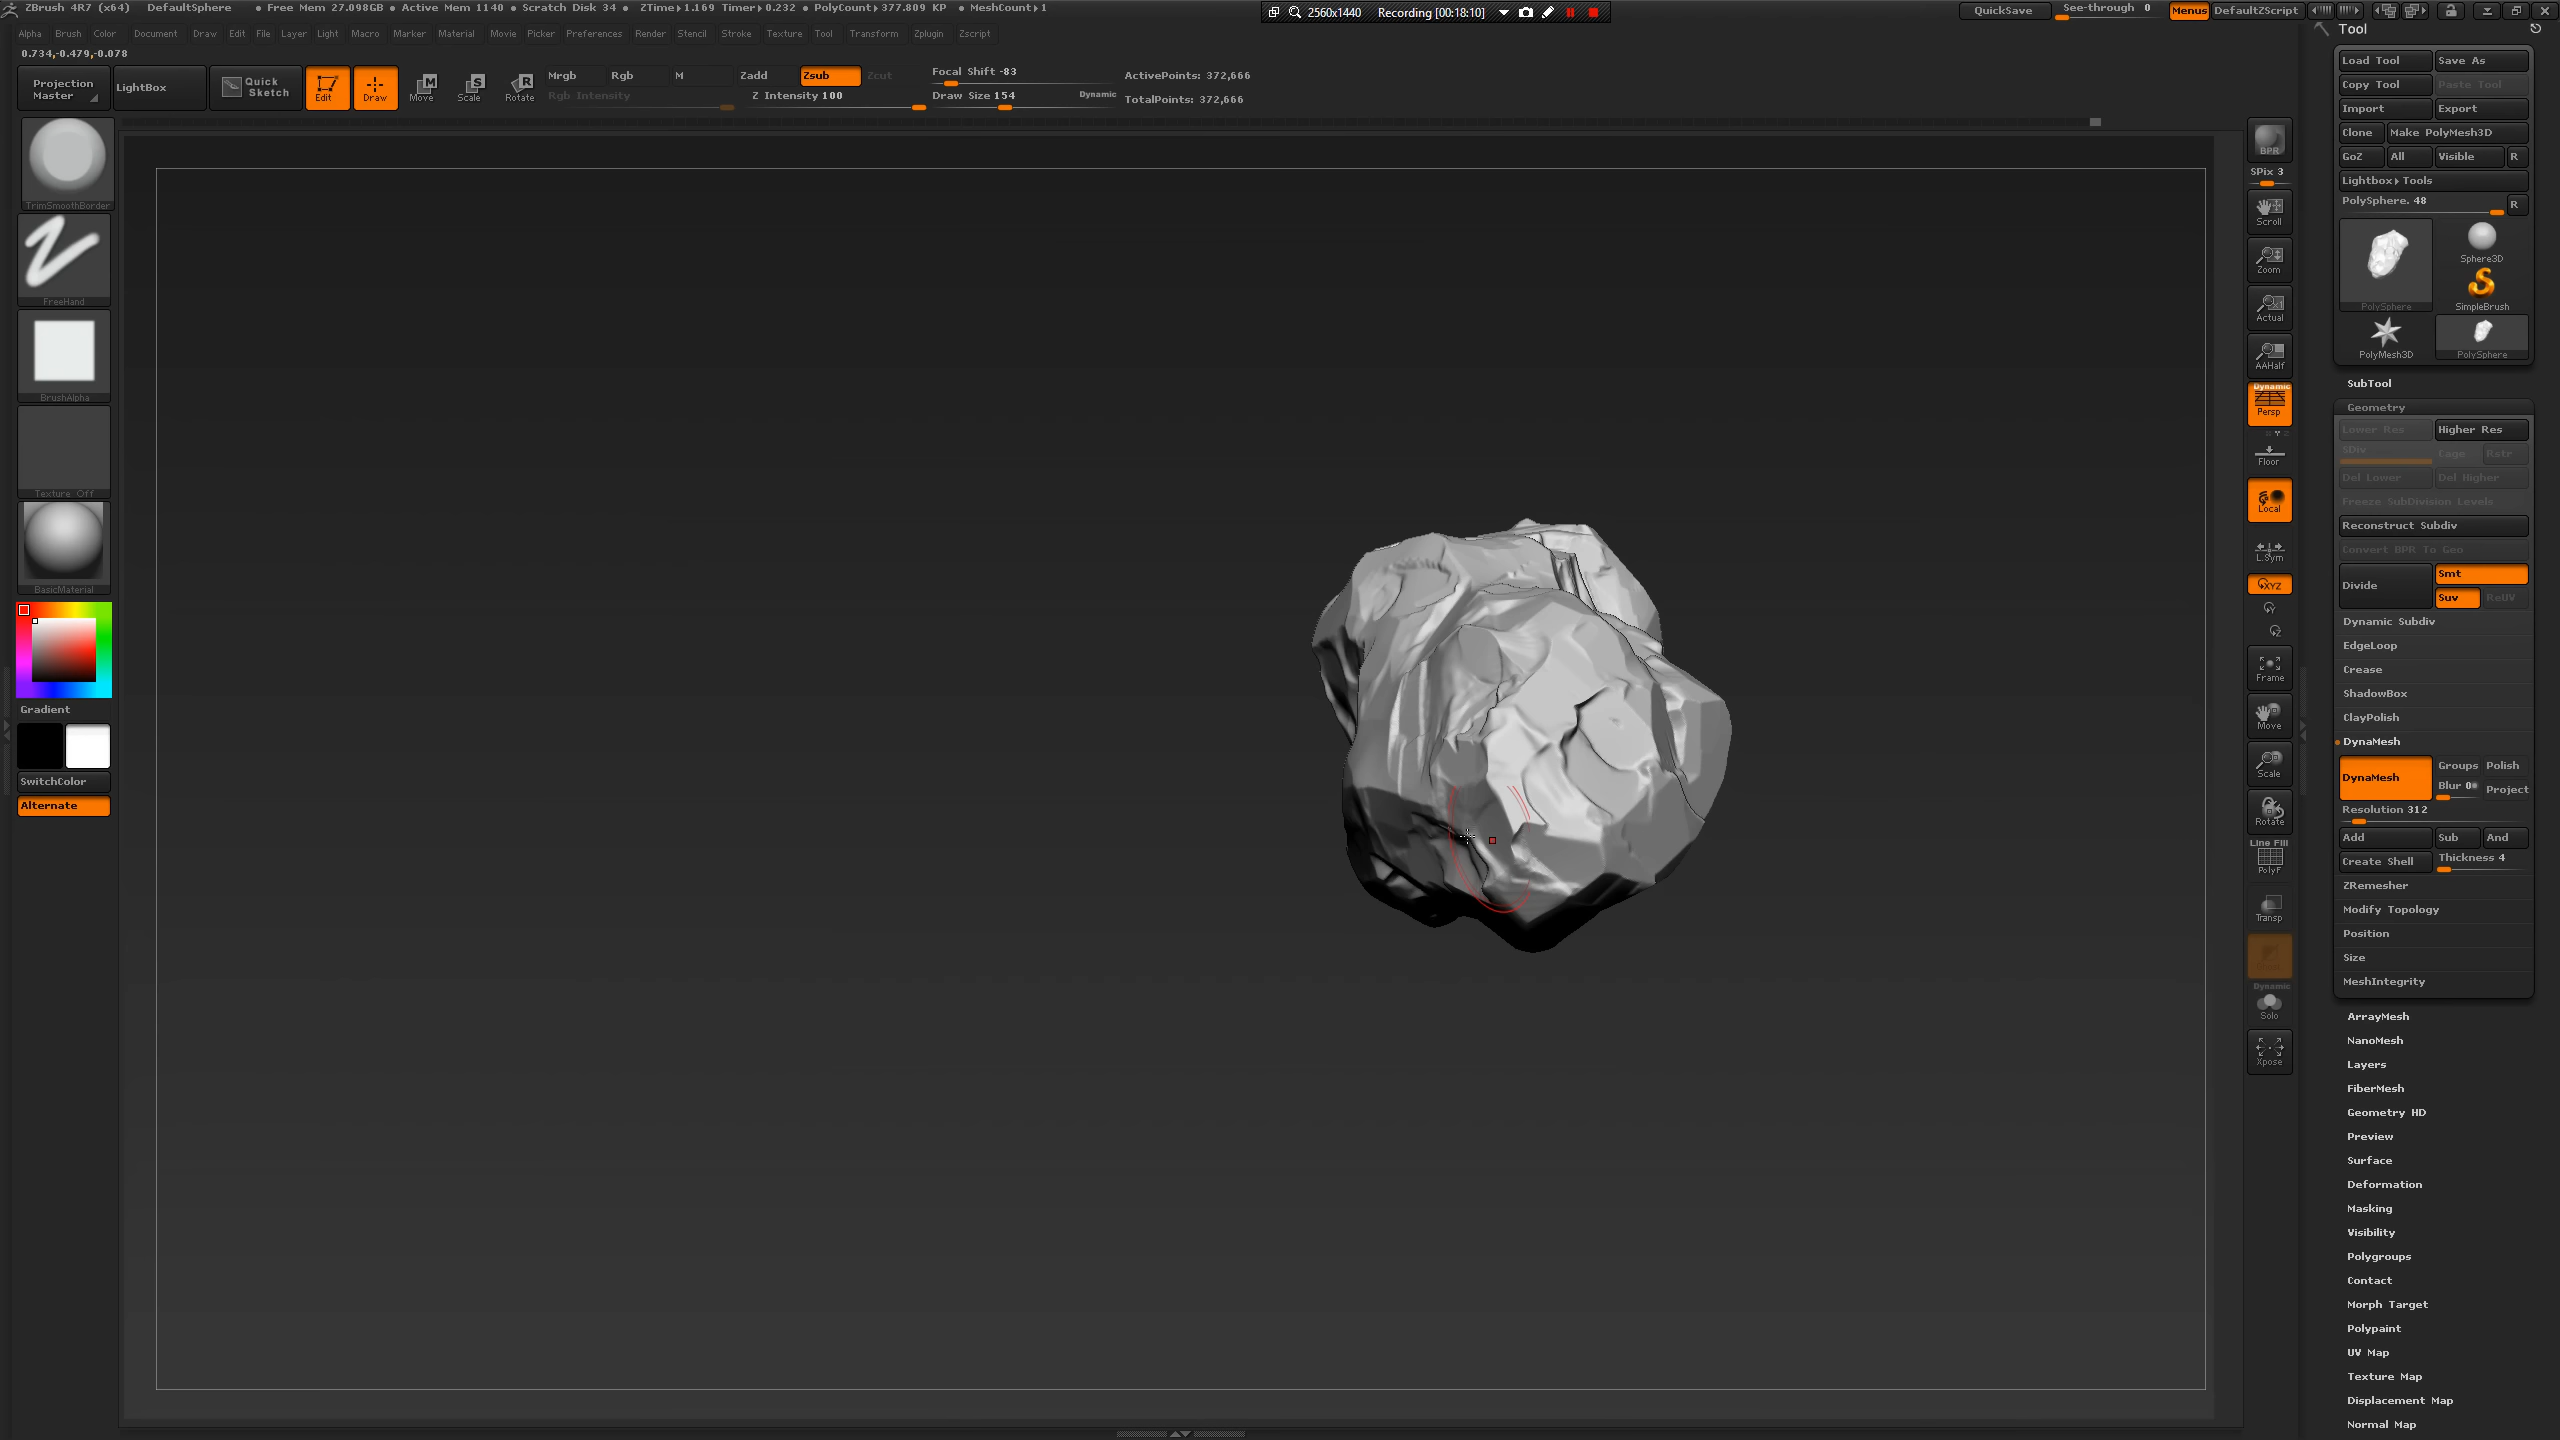 ZBrush 4R7 (x64) DefaultSphere • Free Mem 27.098GB • Active Mem 1140 • Scratch Disk 34 • ZTime▸1.169 Timer▸0.232 • PolyCount▸377.809 KP • MeshCount▸1
2560x1440 Recording [00:18:10]
QuickSave See-through 0 Menus DefaultZScript
Alpha Brush Color Document Draw Edit File Layer Light Macro Marker Material Movie Picker Preferences Render Stencil Stroke Texture Tool Transform Zplugin Zscript
0.734,-0.479,-0.078
Projection Master
LightBox
Quick Sketch
Edit Draw Move Scale Rotate
Mrgb Rgb M Zadd Zsub Zcut
Rgb Intensity Z Intensity 100
Focal Shift -83
Draw Size 154 Dynamic
ActivePoints: 372,666
TotalPoints: 372,666
TrimSmoothBorder
FreeHand
BrushAlpha
Texture Off
BasicMaterial
Gradient
SwitchColor
Alternate
BPR
SPix 3
Scroll
Zoom
Actual
AAHalf
Dynamic
Persp
Floor
Local
L.Sym
XYZ
Y
Z
Frame
Move
Scale
Rotate
Line Fill
PolyF
Transp
Dynamic
Solo
Xpose
Tool
Load Tool Save As
Copy Tool Paste Tool
Import Export
Clone Make PolyMesh3D
GoZ All Visible R
Lightbox▸Tools
PolySphere. 48 R
PolySphere Sphere3D
SimpleBrush
PolyMesh3D PolySphere
SubTool
Geometry
Lower Res Higher Res
SDiv Cage Rstr
Del Lower Del Higher
Freeze SubDivision Levels
Reconstruct Subdiv
Convert BPR To Geo
Divide Smt
Suv ReUV
Dynamic Subdiv
EdgeLoop
Crease
ShadowBox
ClayPolish
DynaMesh
DynaMesh Groups Polish
Blur 0 Project
Resolution 312
Add Sub And
Create Shell Thickness 4
ZRemesher
Modify Topology
Position
Size
MeshIntegrity
ArrayMesh
NanoMesh
Layers
FiberMesh
Geometry HD
Preview
Surface
Deformation
Masking
Visibility
Polygroups
Contact
Morph Target
Polypaint
UV Map
Texture Map
Displacement Map
Normal Map